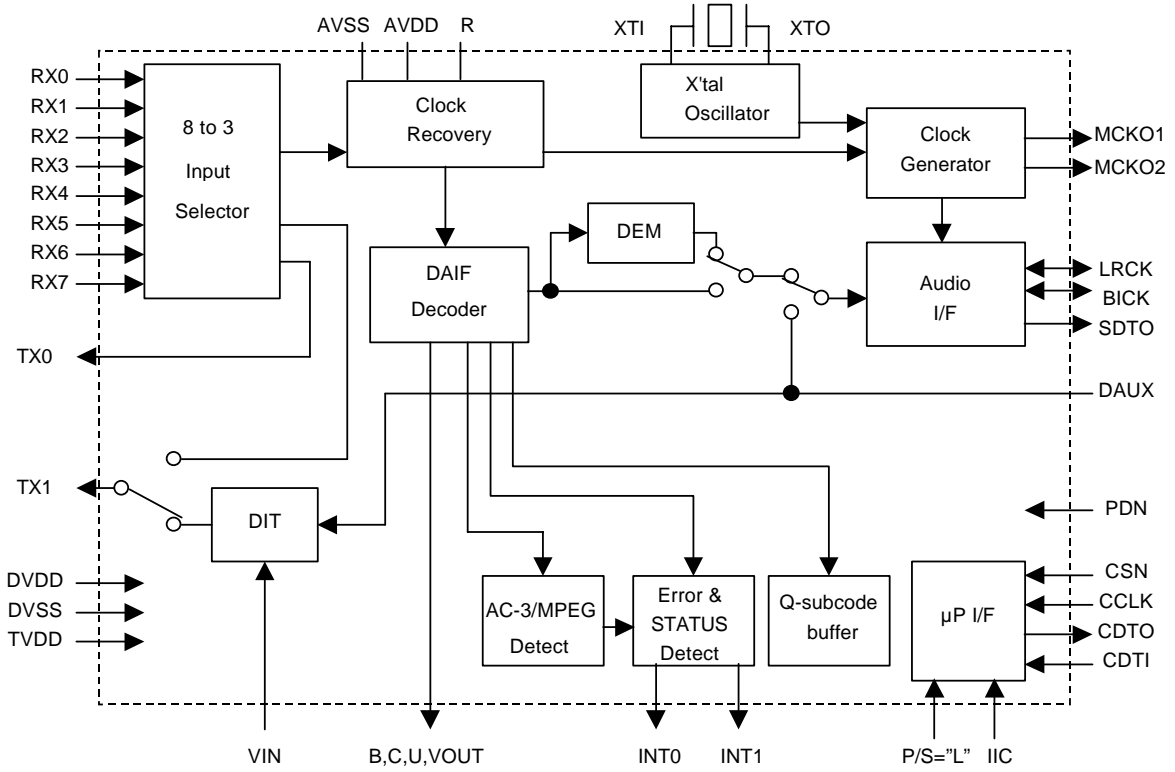 AVSS AVDD R
XTI XTO
RX0
RX1
RX2
RX3
RX4
RX5
RX6
RX7
8 to 3
Input
Selector
Clock
Recovery
X'tal
Oscillator
Clock
Generator
MCKO1
MCKO2
DEM
DAIF
Decoder
Audio
I/F
LRCK
BICK
SDTO
TX0
DAUX
TX1
DIT
PDN
DVDD
DVSS
TVDD
AC-3/MPEG
Detect
Error &
STATUS
Detect
Q-subcode
buffer
µP I/F
CSN
CCLK
CDTO
CDTI
VIN
B,C,U,VOUT
INT0
INT1
P/S=”L”
IIC